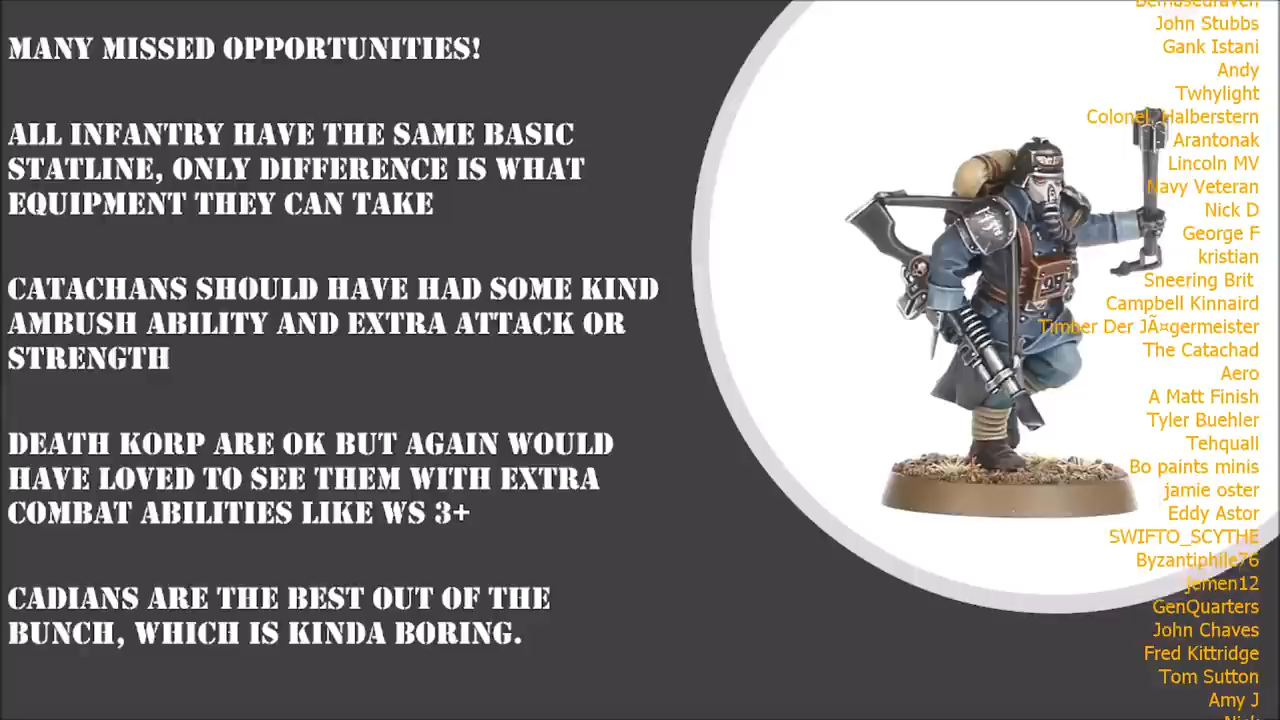 MANY MISSED OPPORTUNITIES!
ALL INFANTRY HAVE THE SAME BASIC
STATLINE, ONLY DIFFERENCE IS WHAT
EQUIPMENT THEY CAN TAKE
CATACHANS SHOULD HAVE HAD SOME KIND
AMBUSH ABILITY AND EXTRA ATTACK OR
STRENGTH
DEATH KORP ARE OK BUT AGAIN WOULD
HAVE LOVED TO SEE THEM WITH EXTRA
COMBAT ABILITIES LIKE WS 3+
CADIANS ARE THE BEST OUT OF THE
BUNCH, WHICH IS KINDA BORING.
Bemusedraven
John Stubbs
Gank Istani
Andy
Twhylight
Colonel Halberstern
Arantonak
Lincoln MV
Navy Veteran
Nick D
George F
kristian
Sneering Brit
Campbell Kinnaird
Timber Der JÃ¤germeister
The Catachad
Aero
A Matt Finish
Tyler Buehler
Tehquall
Bo paints minis
jamie oster
Eddy Astor
SWIFTO_SCYTHE
Byzantiphile76
jemen12
GenQuarters
John Chaves
Fred Kittridge
Tom Sutton
Amy J